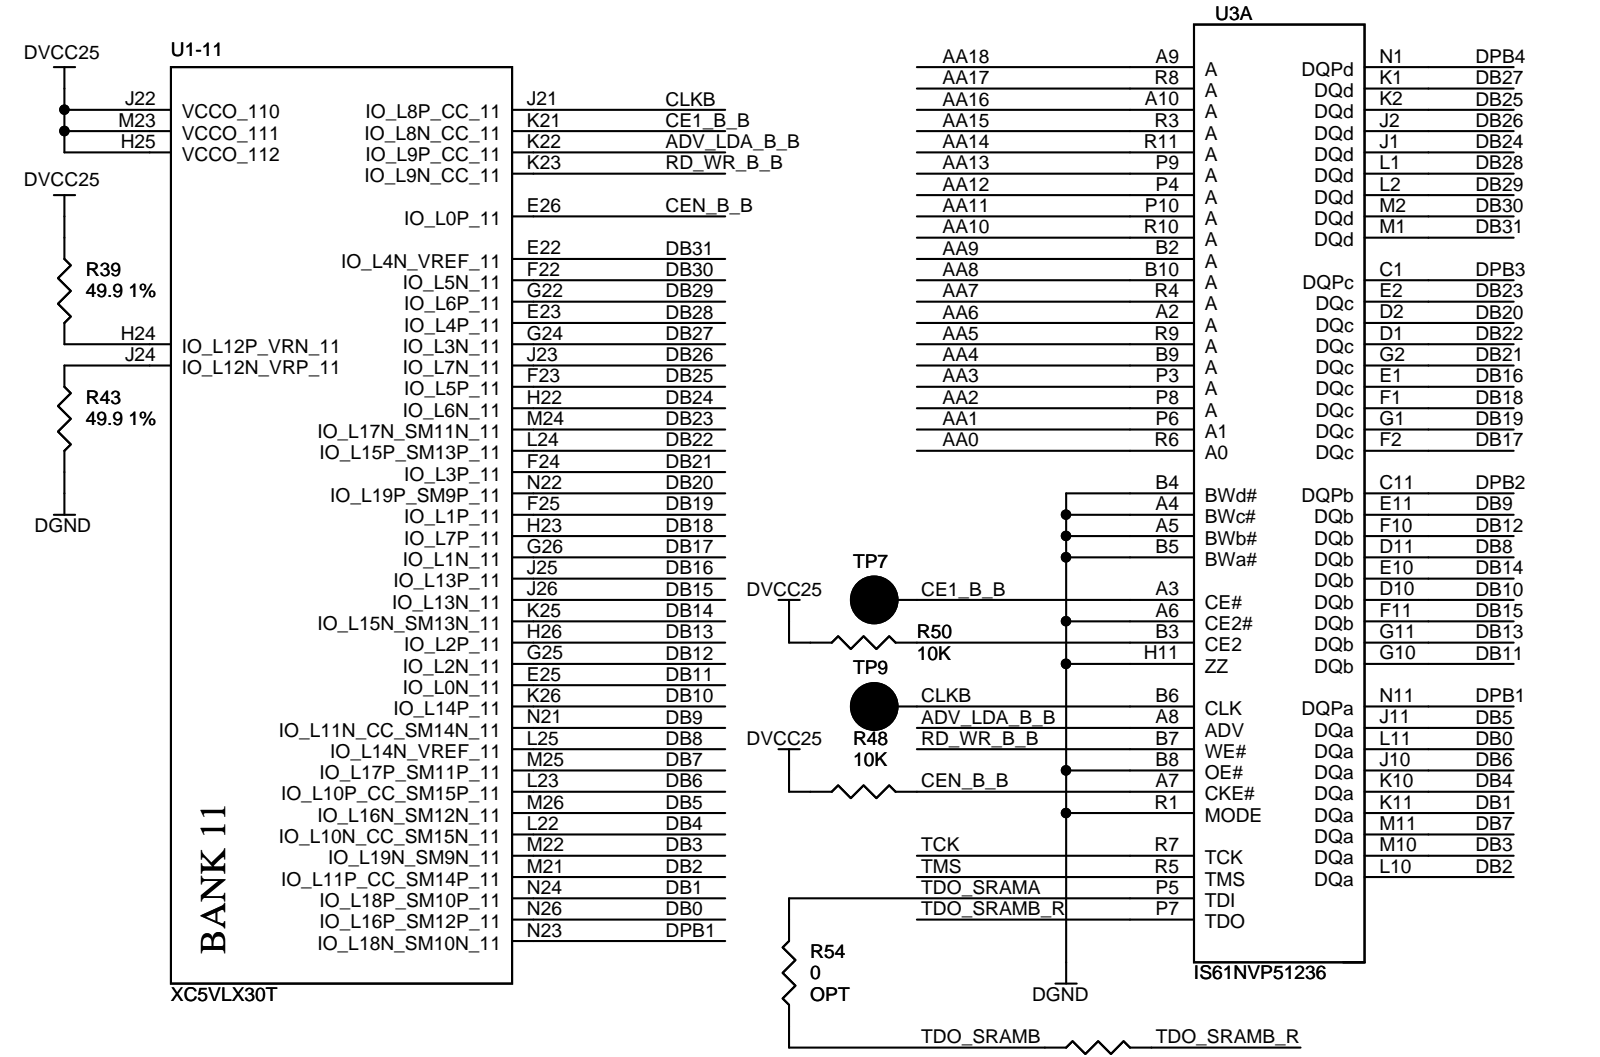 U1-11
DVCC25
J22 VCCO_110
M23 VCCO_111
H25 VCCO_112
DVCC25
R39
49.9 1%
H24 IO_L12P_VRN_11
J24 IO_L12N_VRP_11
R43
49.9 1%
DGND
IO_L8P_CC_11 J21 CLKB
IO_L8N_CC_11 K21 CE1_B_B
IO_L9P_CC_11 K22 ADV_LDA_B_B
IO_L9N_CC_11 K23 RD_WR_B_B
IO_L0P_11 E26 CEN_B_B
IO_L4N_VREF_11 E22 DB31
IO_L5N_11 F22 DB30
IO_L6P_11 G22 DB29
IO_L4P_11 E23 DB28
IO_L3N_11 G24 DB27
IO_L7N_11 J23 DB26
IO_L5P_11 F23 DB25
IO_L6N_11 H22 DB24
IO_L17N_SM11N_11 M24 DB23
IO_L15P_SM13P_11 L24 DB22
IO_L3P_11 F24 DB21
IO_L19P_SM9P_11 N22 DB20
IO_L1P_11 F25 DB19
IO_L7P_11 H23 DB18
IO_L1N_11 G26 DB17
IO_L13P_11 J25 DB16
IO_L13N_11 J26 DB15
IO_L15N_SM13N_11 K25 DB14
IO_L2P_11 H26 DB13
IO_L2N_11 G25 DB12
IO_L0N_11 E25 DB11
IO_L14P_11 K26 DB10
IO_L11N_CC_SM14N_11 N21 DB9
IO_L14N_VREF_11 L25 DB8
IO_L17P_SM11P_11 M25 DB7
IO_L10P_CC_SM15P_11 L23 DB6
IO_L16N_SM12N_11 M26 DB5
IO_L10N_CC_SM15N_11 L22 DB4
IO_L19N_SM9N_11 M22 DB3
IO_L11P_CC_SM14P_11 M21 DB2
IO_L18P_SM10P_11 N24 DB1
IO_L16P_SM12P_11 N26 DB0
IO_L18N_SM10N_11 N23 DPB1
BANK 11
XC5VLX30T
U3A
AA18 A9 A
AA17 R8 A
AA16 A10 A
AA15 R3 A
AA14 R11 A
AA13 P9 A
AA12 P4 A
AA11 P10 A
AA10 R10 A
AA9 B2 A
AA8 B10 A
AA7 R4 A
AA6 A2 A
AA5 R9 A
AA4 B9 A
AA3 P3 A
AA2 P8 A
AA1 P6 A1
AA0 R6 A0
B4 BWd#
A4 BWc#
A5 BWb#
B5 BWa#
TP7
DVCC25
CE1_B_B A3 CE#
A6 CE2#
R50
10K
B3 CE2
H11 ZZ
TP9
CLKB B6 CLK
ADV_LDA_B_B A8 ADV
DVCC25
R48
10K
RD_WR_B_B B7 WE#
B8 OE#
CEN_B_B A7 CKE#
R1 MODE
TCK R7 TCK
TMS R5 TMS
TDO_SRAMA P5 TDI
TDO_SRAMB_R P7 TDO
R54
0
OPT
DGND
TDO_SRAMB TDO_SRAMB_R
DQPd N1 DPB4
DQd K1 DB27
DQd K2 DB25
DQd J2 DB26
DQd J1 DB24
DQd L1 DB28
DQd L2 DB29
DQd M2 DB30
DQd M1 DB31
DQPc C1 DPB3
DQc E2 DB23
DQc D2 DB20
DQc D1 DB22
DQc G2 DB21
DQc E1 DB16
DQc F1 DB18
DQc G1 DB19
DQc F2 DB17
DQPb C11 DPB2
DQb E11 DB9
DQb F10 DB12
DQb D11 DB8
DQb E10 DB14
DQb D10 DB10
DQb F11 DB15
DQb G11 DB13
DQb G10 DB11
DQPa N11 DPB1
DQa J11 DB5
DQa L11 DB0
DQa J10 DB6
DQa K10 DB4
DQa K11 DB1
DQa M11 DB7
DQa M10 DB3
DQa L10 DB2
IS61NVP51236